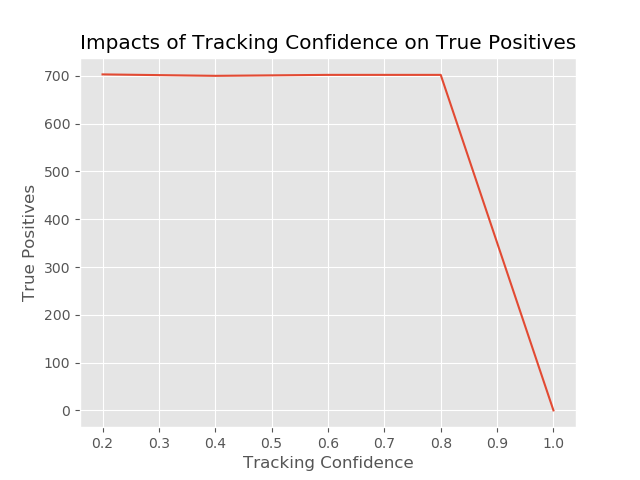 Impacts of Tracking Confidence on True Positives
700
600
500
400
300
200
100
0
True Positives
0.2 0.3 0.4 0.5 0.6 0.7 0.8 0.9 1.0
Tracking Confidence